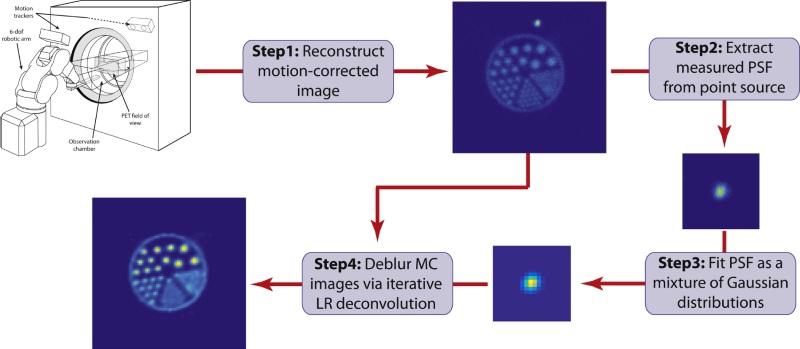 Motion
trackers
6-dof
robotic arm
PET field of
view
Observation
chamber
Step1: Reconstruct
motion-corrected
image
Step2: Extract
measured PSF
from point source
Step3: Fit PSF as a
mixture of Gaussian
distributions
Step4: Deblur MC
images via iterative
LR deconvolution